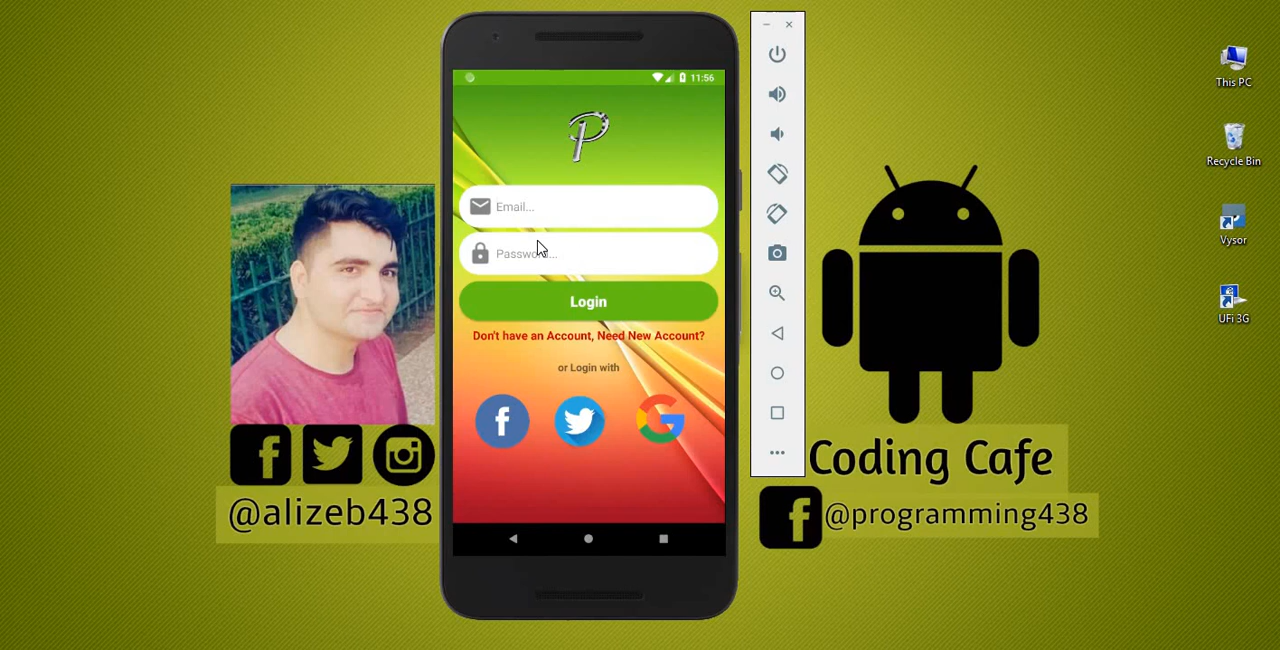 11:56
P
Email...
Login
Don't have an Account, Need New Account?
or Login with
@alizeb438
Coding Cafe
@programming438
This PC
Recycle Bin
Vysor
UFi 3G